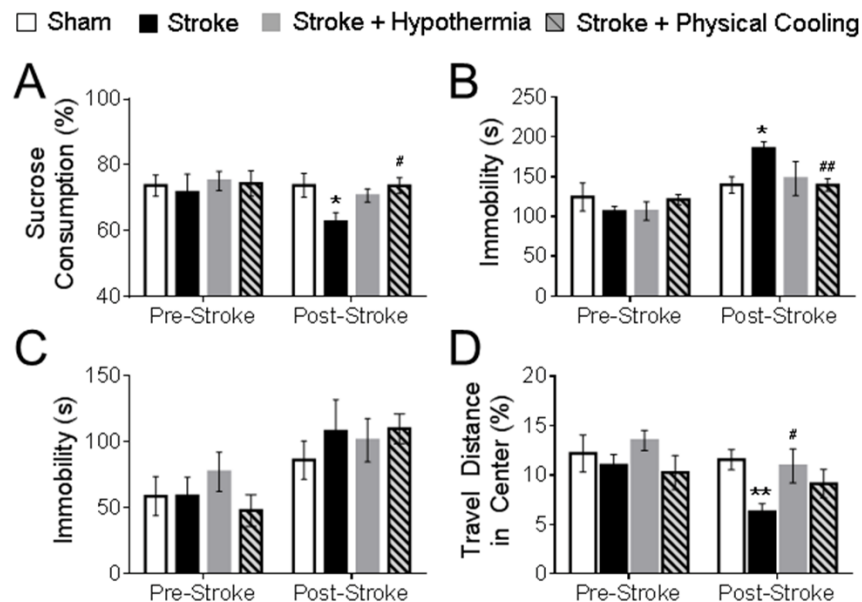 Sham Stroke Stroke + Hypothermia Stroke + Physical Cooling
A
Sucrose
Consumption (%)
100
80
60
40
*
#
Pre-Stroke Post-Stroke
B
Immobility (s)
250
200
150
100
50
0
*
##
Pre-Stroke Post-Stroke
C
Immobility (s)
150
100
50
0
Pre-Stroke Post-Stroke
D
Travel Distance
in Center (%)
20
15
10
5
0
**
#
Pre-Stroke Post-Stroke